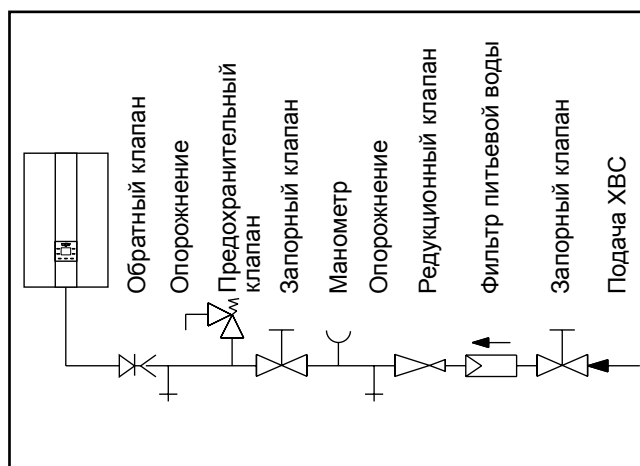 Обратный клапан
Опорожнение
Предохранительный
клапан
Запорный клапан
Манометр
Опорожнение
Редукционный клапан
Фильтр питьевой воды
Запорный клапан
Подача ХВС